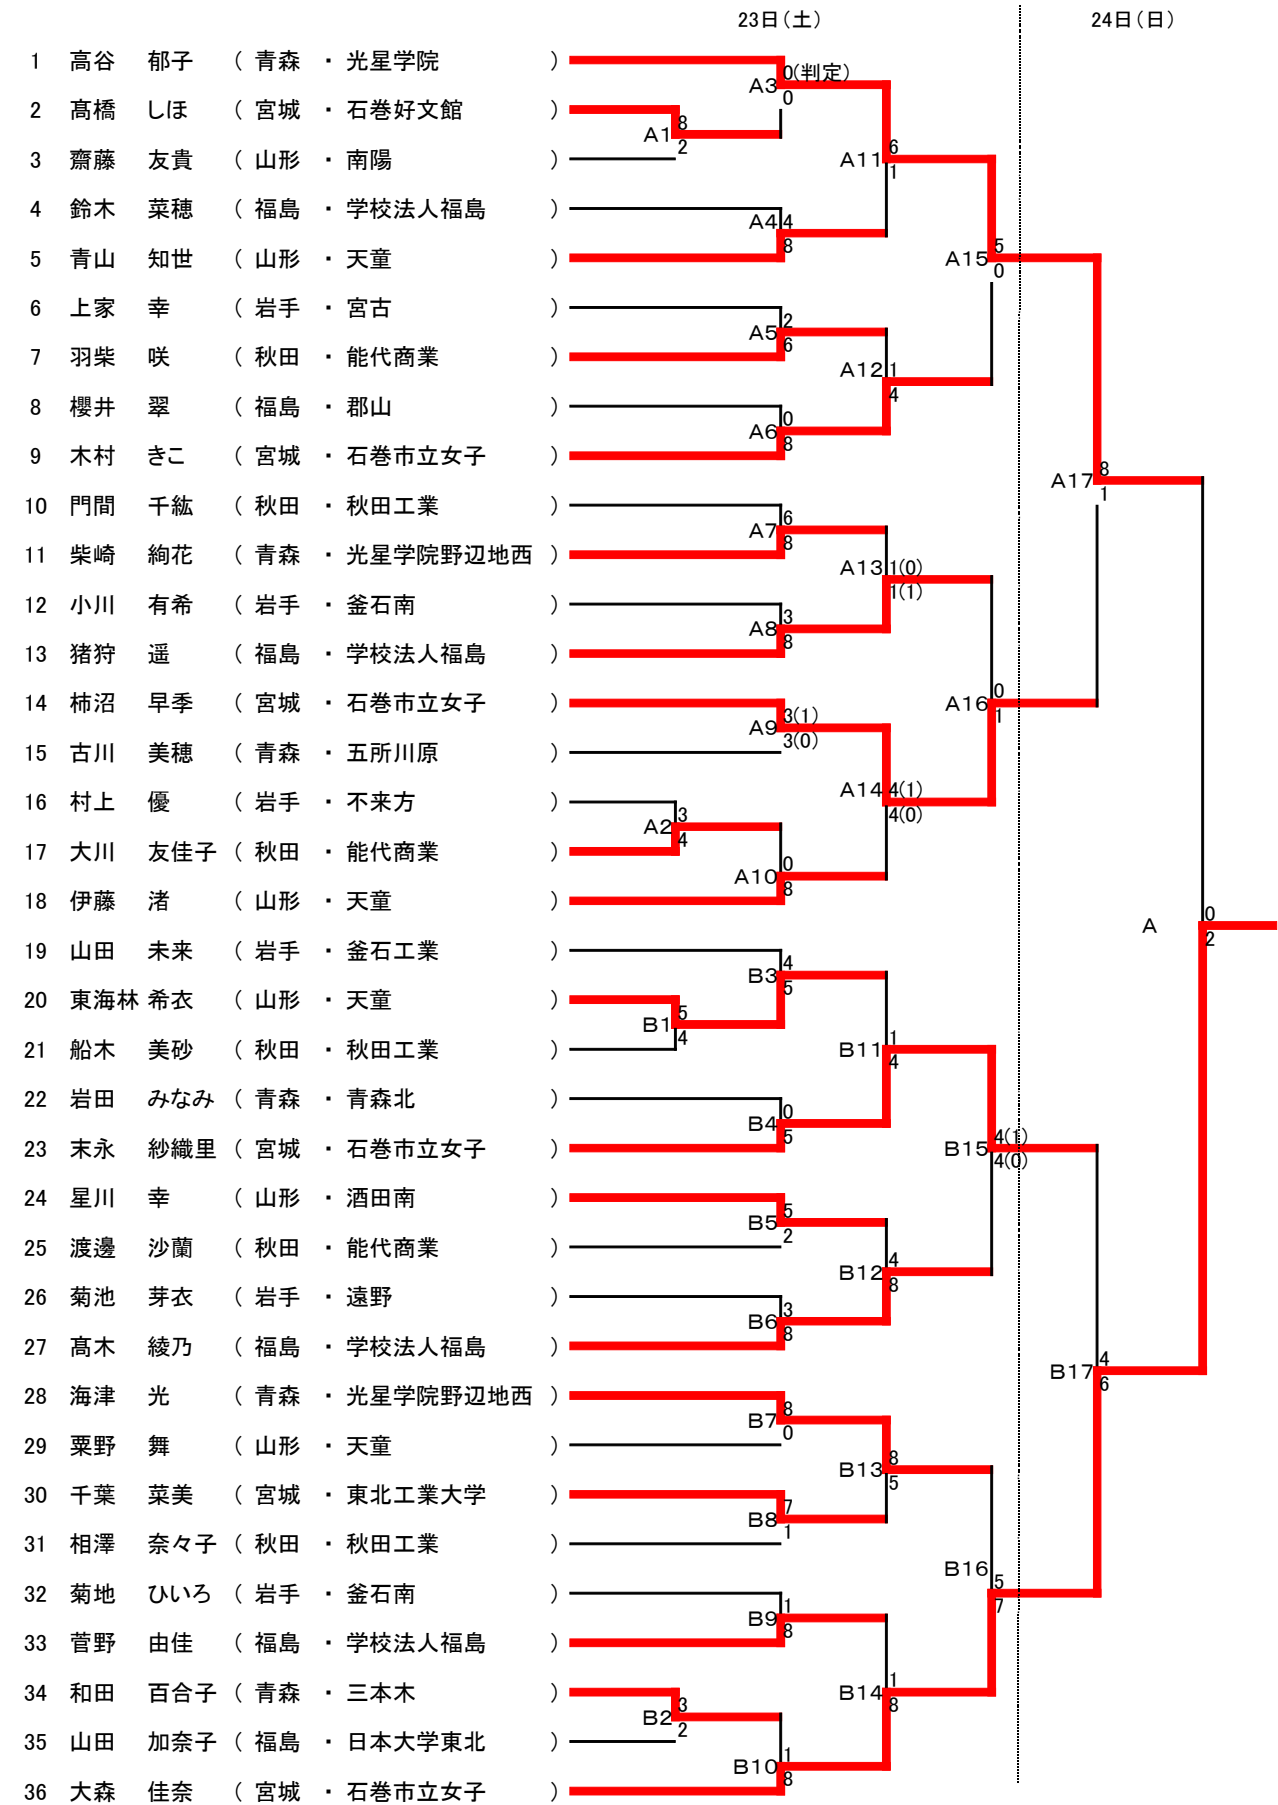 23日（土） 24日（日）
1 高谷 郁子 （ 青森 ・ 光星学院 ）
0(判定)
A3
0
2 髙橋 しほ （ 宮城 ・ 石巻好文館 ）
8
A1
2
3 齋藤 友貴 （ 山形 ・ 南陽 ）
6
A11
1
4 鈴木 菜穂 （ 福島 ・ 学校法人福島 ）
A4 4
8
5 青山 知世 （ 山形 ・ 天童 ）
5
A15
0
6 上家 幸 （ 岩手 ・ 宮古 ）
2
A5
6
7 羽柴 咲 （ 秋田 ・ 能代商業 ）
A12 1
4
8 櫻井 翠 （ 福島 ・ 郡山 ）
0
A6
8
9 木村 きこ （ 宮城 ・ 石巻市立女子 ）
8
A17
1
10 門間 千紘 （ 秋田 ・ 秋田工業 ）
6
A7
8
11 柴崎 絢花 （ 青森 ・ 光星学院野辺地西 ）
A13 1(0)
1(1)
12 小川 有希 （ 岩手 ・ 釜石南 ）
3
A8
8
13 猪狩 遥 （ 福島 ・ 学校法人福島 ）
0
A16
1
14 柿沼 早季 （ 宮城 ・ 石巻市立女子 ）
3(1)
A9
3(0)
15 古川 美穂 （ 青森 ・ 五所川原 ）
A14 4(1)
4(0)
16 村上 優 （ 岩手 ・ 不来方 ）
3
A2
4
17 大川 友佳子 （ 秋田 ・ 能代商業 ）
0
A10
8
18 伊藤 渚 （ 山形 ・ 天童 ）
0
A
2
19 山田 未来 （ 岩手 ・ 釜石工業 ）
4
B3
5
20 東海林 希衣 （ 山形 ・ 天童 ）
5
B1
4
21 船木 美砂 （ 秋田 ・ 秋田工業 ）
1
B11
4
22 岩田 みなみ （ 青森 ・ 青森北 ）
0
B4
5
23 末永 紗織里 （ 宮城 ・ 石巻市立女子 ）
4(1)
B15
4(0)
24 星川 幸 （ 山形 ・ 酒田南 ）
5
B5
2
25 渡邊 沙蘭 （ 秋田 ・ 能代商業 ）
4
B12
8
26 菊池 芽衣 （ 岩手 ・ 遠野 ）
3
B6
8
27 髙木 綾乃 （ 福島 ・ 学校法人福島 ）
4
B17
6
28 海津 光 （ 青森 ・ 光星学院野辺地西 ）
8
B7
0
29 粟野 舞 （ 山形 ・ 天童 ）
8
B13
5
30 千葉 菜美 （ 宮城 ・ 東北工業大学 ）
7
B8
1
31 相澤 奈々子 （ 秋田 ・ 秋田工業 ）
B16
5
7
32 菊地 ひいろ （ 岩手 ・ 釜石南 ）
1
B9
8
33 菅野 由佳 （ 福島 ・ 学校法人福島 ）
1
B14
8
34 和田 百合子 （ 青森 ・ 三本木 ）
3
B2
2
35 山田 加奈子 （ 福島 ・ 日本大学東北 ）
1
B10
8
36 大森 佳奈 （ 宮城 ・ 石巻市立女子 ）